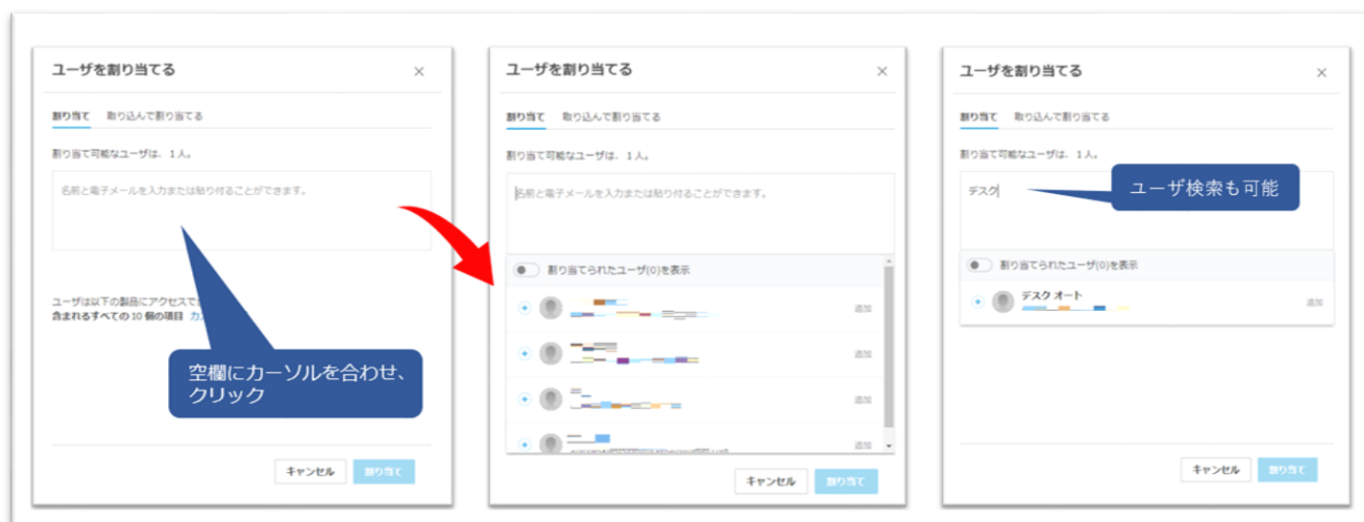 ユーザを割り当てる
割り当て 取り込んで割り当てる
割り当て可能なユーザは、1人。
名前と電子メールを入力または貼り付けることができます。
ユーザは以下の製品にアクセスで
含まれるすべての 10 個の項目
空欄にカーソルを合わせ、
クリック
キャンセル 割り当て
ユーザを割り当てる
割り当て 取り込んで割り当てる
割り当て可能なユーザは、1人。
名前と電子メールを入力または貼り付けることができます。
割り当てられたユーザ(0)を表示
追加
追加
追加
追加
キャンセル 割り当て
ユーザを割り当てる
割り当て 取り込んで割り当てる
割り当て可能なユーザは、1人。
デスク
ユーザ検索も可能
割り当てられたユーザ(0)を表示
デスク オート
追加
キャンセル 割り当て